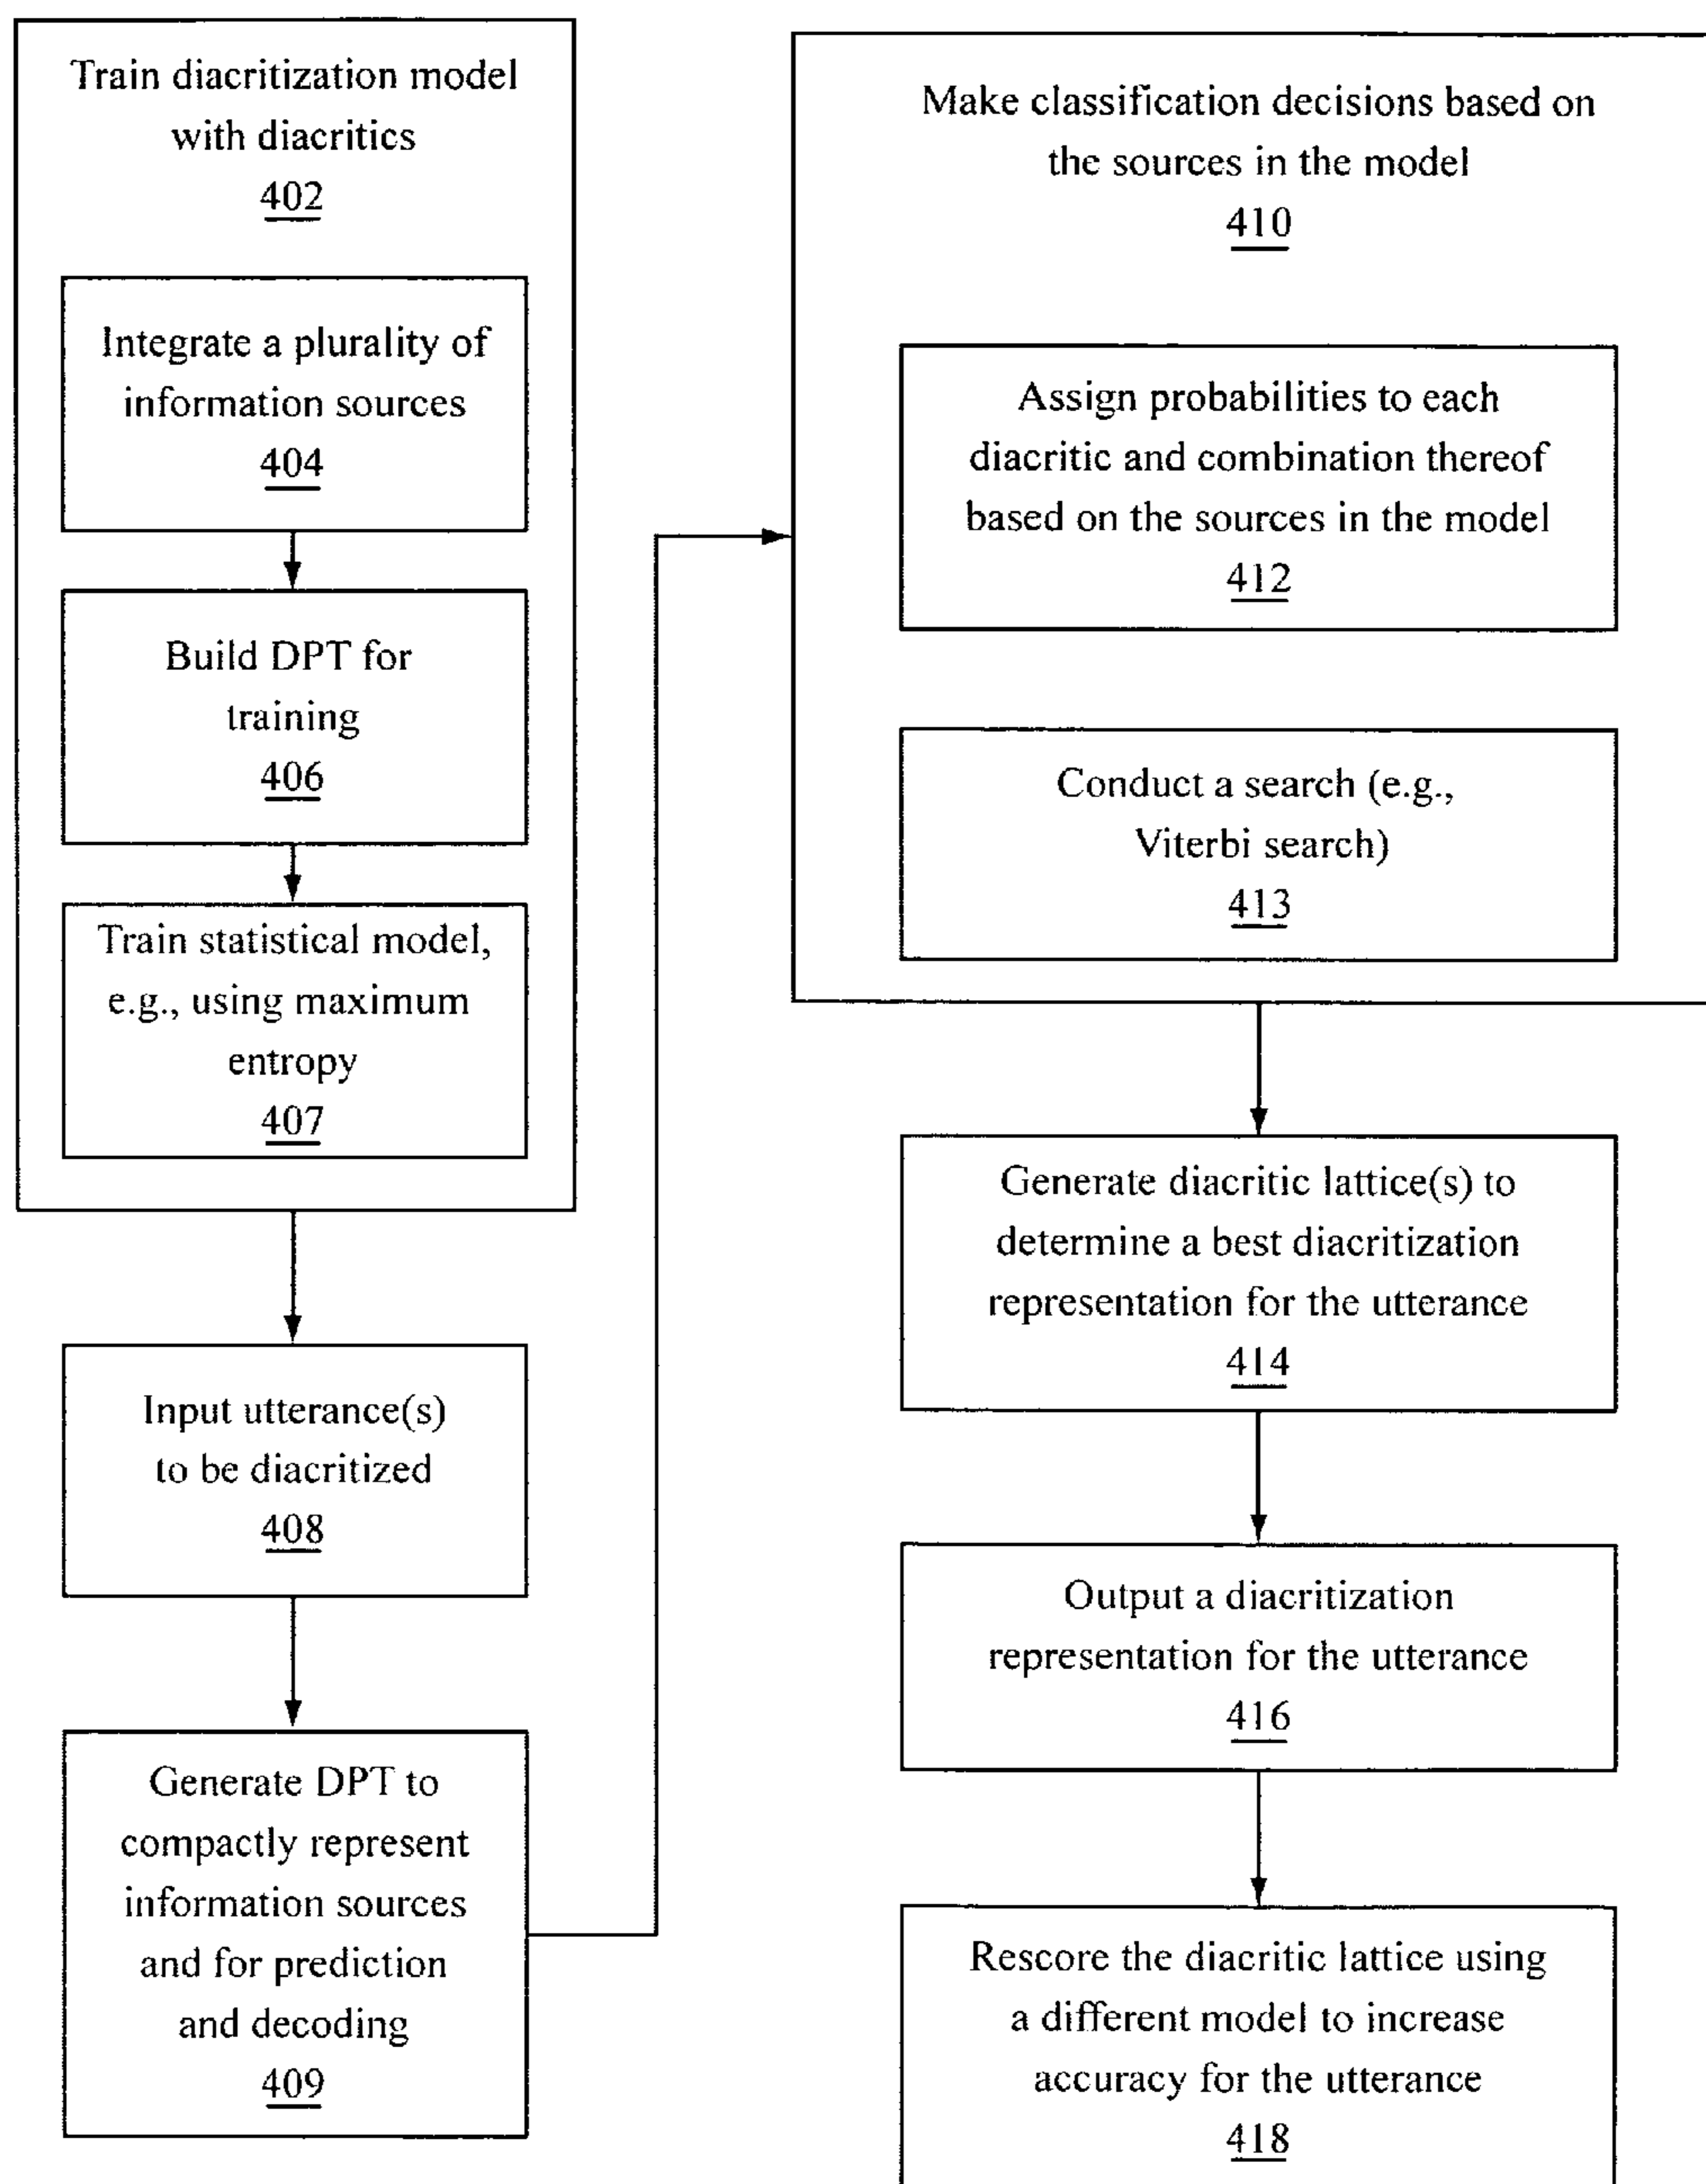 Train diacritization model
with diacritics
402
Integrate a plurality of
information sources
404
Build DPT for
training
406
Train statistical model,
e.g., using maximum
entropy
407
Input utterance(s)
to be diacritized
408
Generate DPT to
compactly represent
information sources
and for prediction
and decoding
409
Make classification decisions based on
the sources in the model
410
Assign probabilities to each
diacritic and combination thereof
based on the sources in the model
412
Conduct a search (e.g.,
Viterbi search)
413
Generate diacritic lattice(s) to
determine a best diacritization
representation for the utterance
414
Output a diacritization
representation for the utterance
416
Rescore the diacritic lattice using
a different model to increase
accuracy for the utterance
418